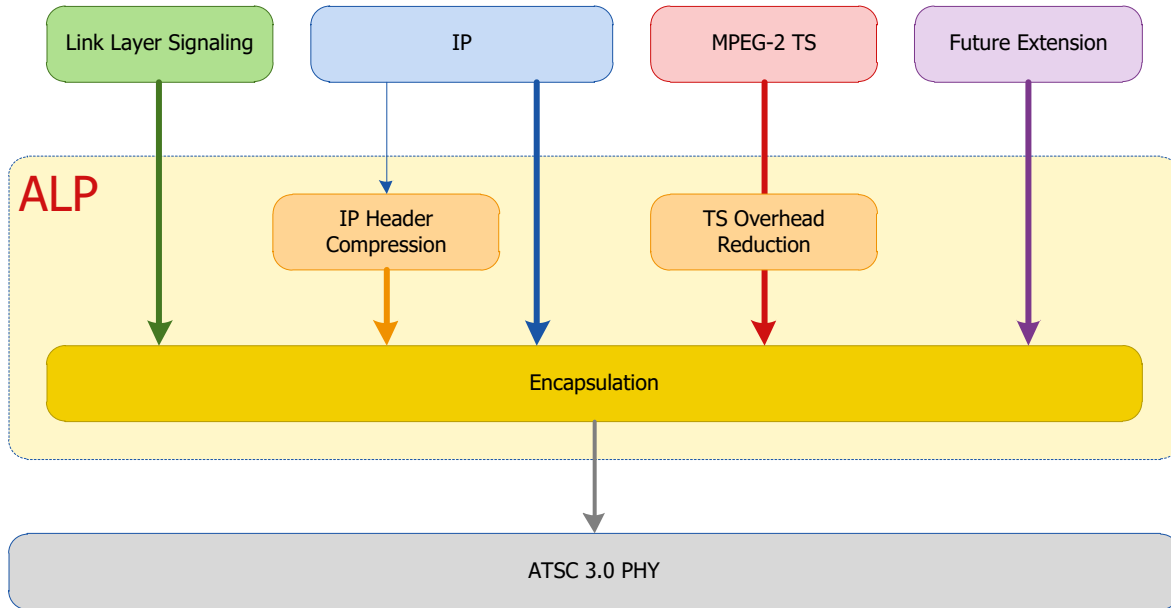 Link Layer Signaling
IP
MPEG-2 TS
Future Extension
ALP
IP Header
Compression
TS Overhead
Reduction
Encapsulation
ATSC 3.0 PHY